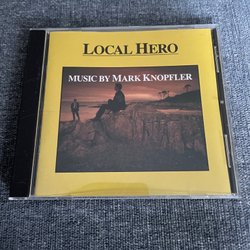 LOCAL HERO
MUSIC BY MARK KNOPFLER